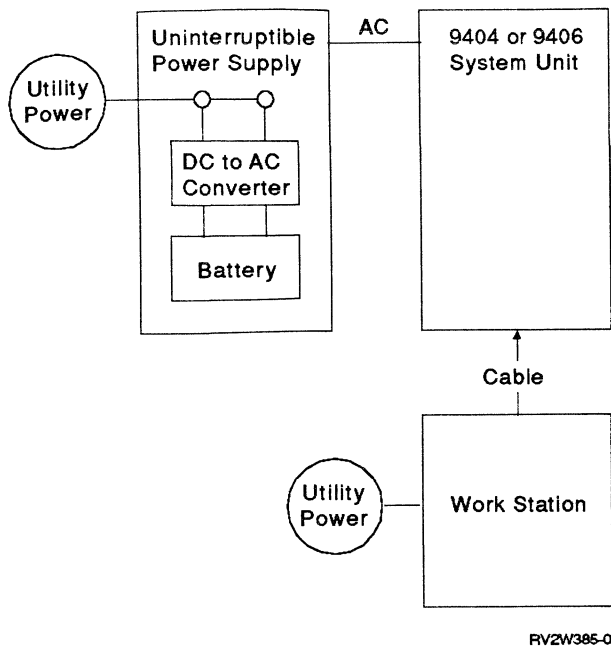 Uninterruptible
Power Supply
AC
9404 or 9406
System Unit
Utility
Power
DC to AC
Converter
Battery
Cable
Utility
Power
Work Station
RV2W385-0